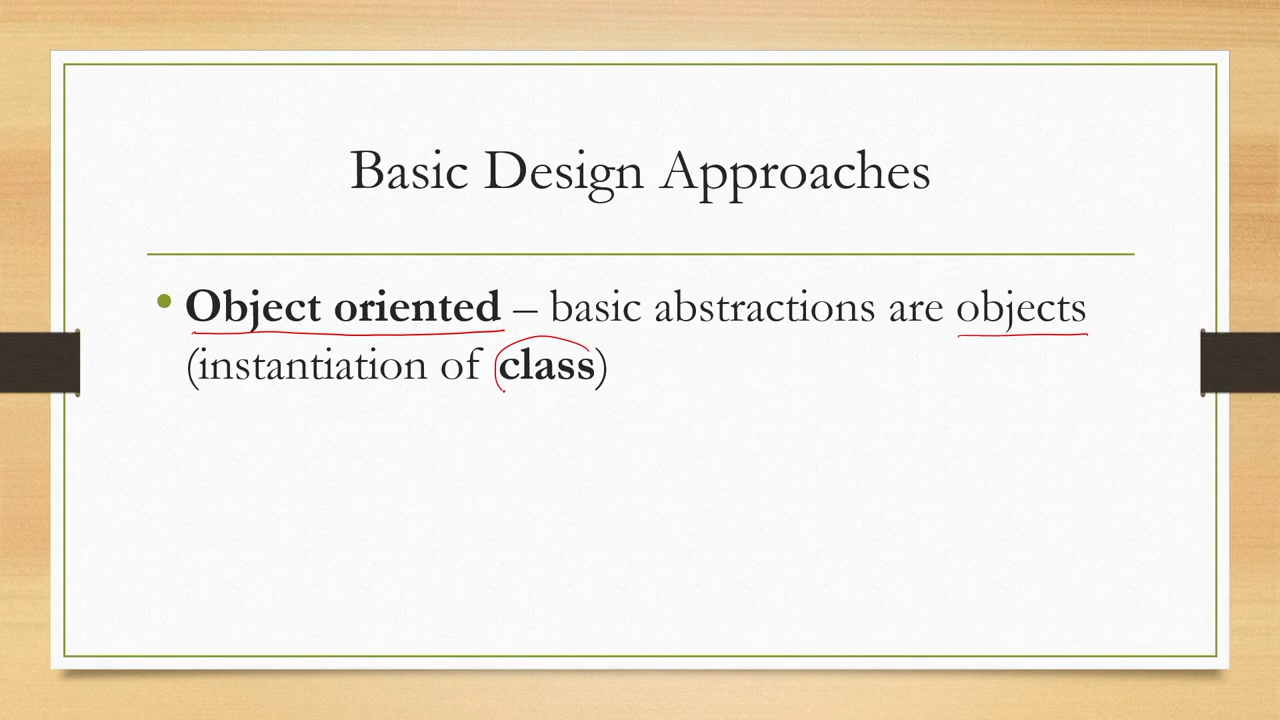 Basic Design Approaches
• Object oriented – basic abstractions are objects
(instantiation of class)